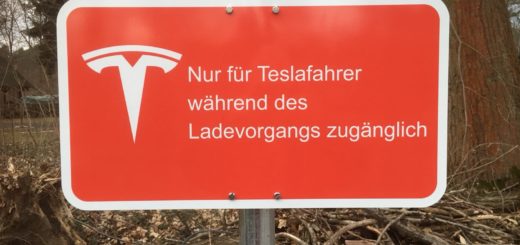 Nur für Teslafahrer
während des
Ladevorgangs zugänglich